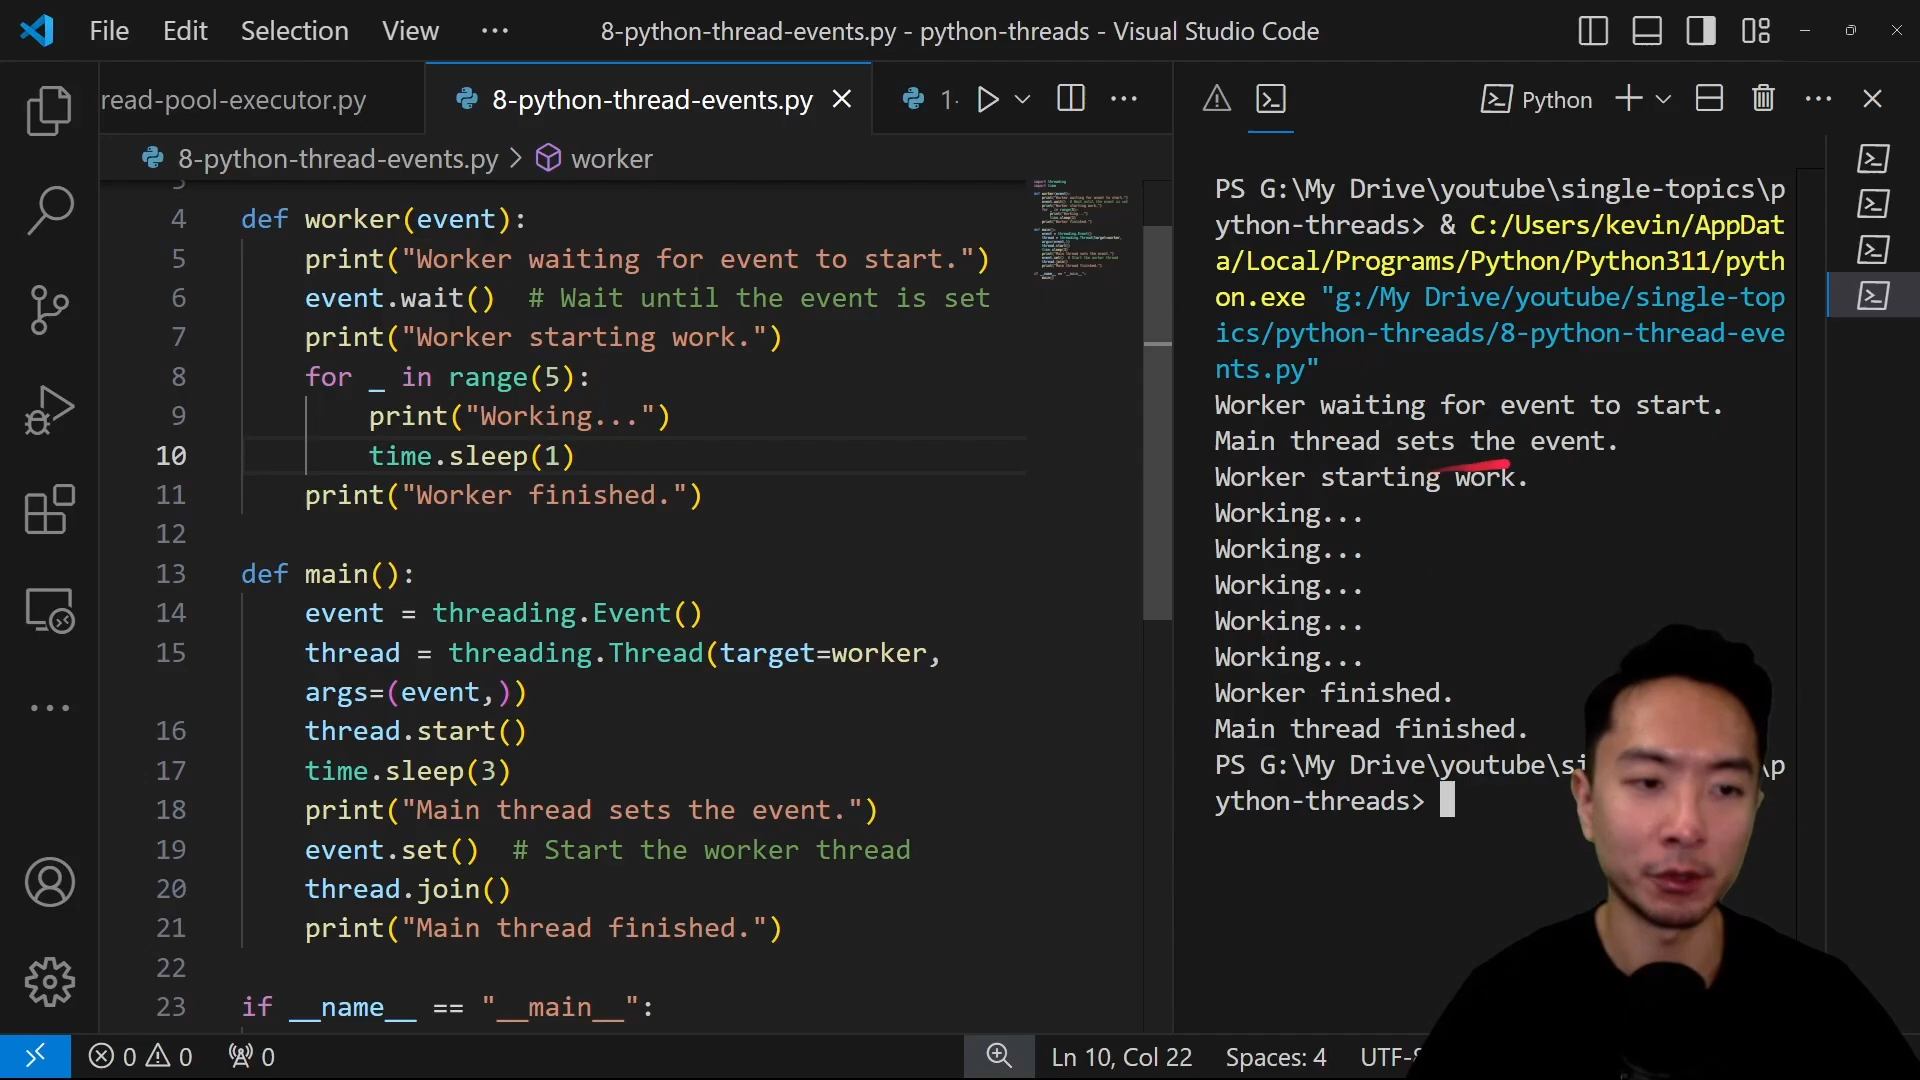 File Edit Selection View ··· 8-python-thread-events.py - python-threads - Visual Studio Code
read-pool-executor.py 8-python-thread-events.py 1.
8-python-thread-events.py > worker
3
4 def worker(event):
5 print("Worker waiting for event to start.")
6 event.wait()  # Wait until the event is set
7 print("Worker starting work.")
8 for _ in range(5):
9 print("Working...")
10 time.sleep(1)
11 print("Worker finished.")
12
13 def main():
14 event = threading.Event()
15 thread = threading.Thread(target=worker,
args=(event,))
16 thread.start()
17 time.sleep(3)
18 print("Main thread sets the event.")
19 event.set()  # Start the worker thread
20 thread.join()
21 print("Main thread finished.")
22
23 if __name__ == "__main__":
Python
PS G:\My Drive\youtube\single-topics\p
ython-threads> & C:/Users/kevin/AppDat
a/Local/Programs/Python/Python311/pyth
on.exe "g:/My Drive/youtube/single-top
ics/python-threads/8-python-thread-eve
nts.py"
Worker waiting for event to start.
Main thread sets the event.
Worker starting work.
Working...
Working...
Working...
Working...
Working...
Worker finished.
Main thread finished.
PS G:\My Drive\youtube\si \p
ython-threads>
0 0 0 Ln 10, Col 22 Spaces: 4 UTF-8